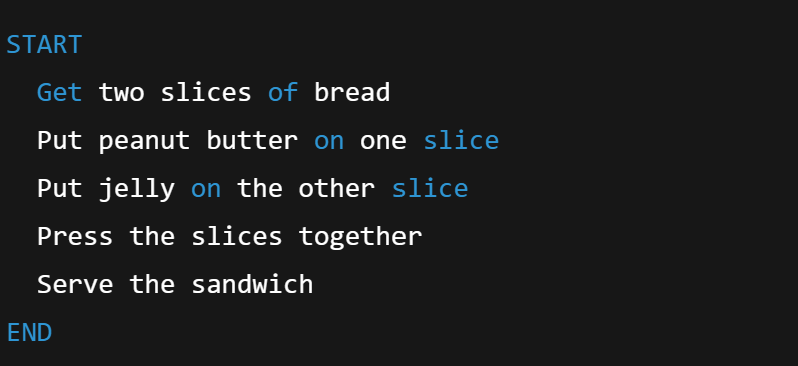 START
Get two slices of bread
Put peanut butter on one slice
Put jelly on the other slice
Press the slices together
Serve the sandwich
END